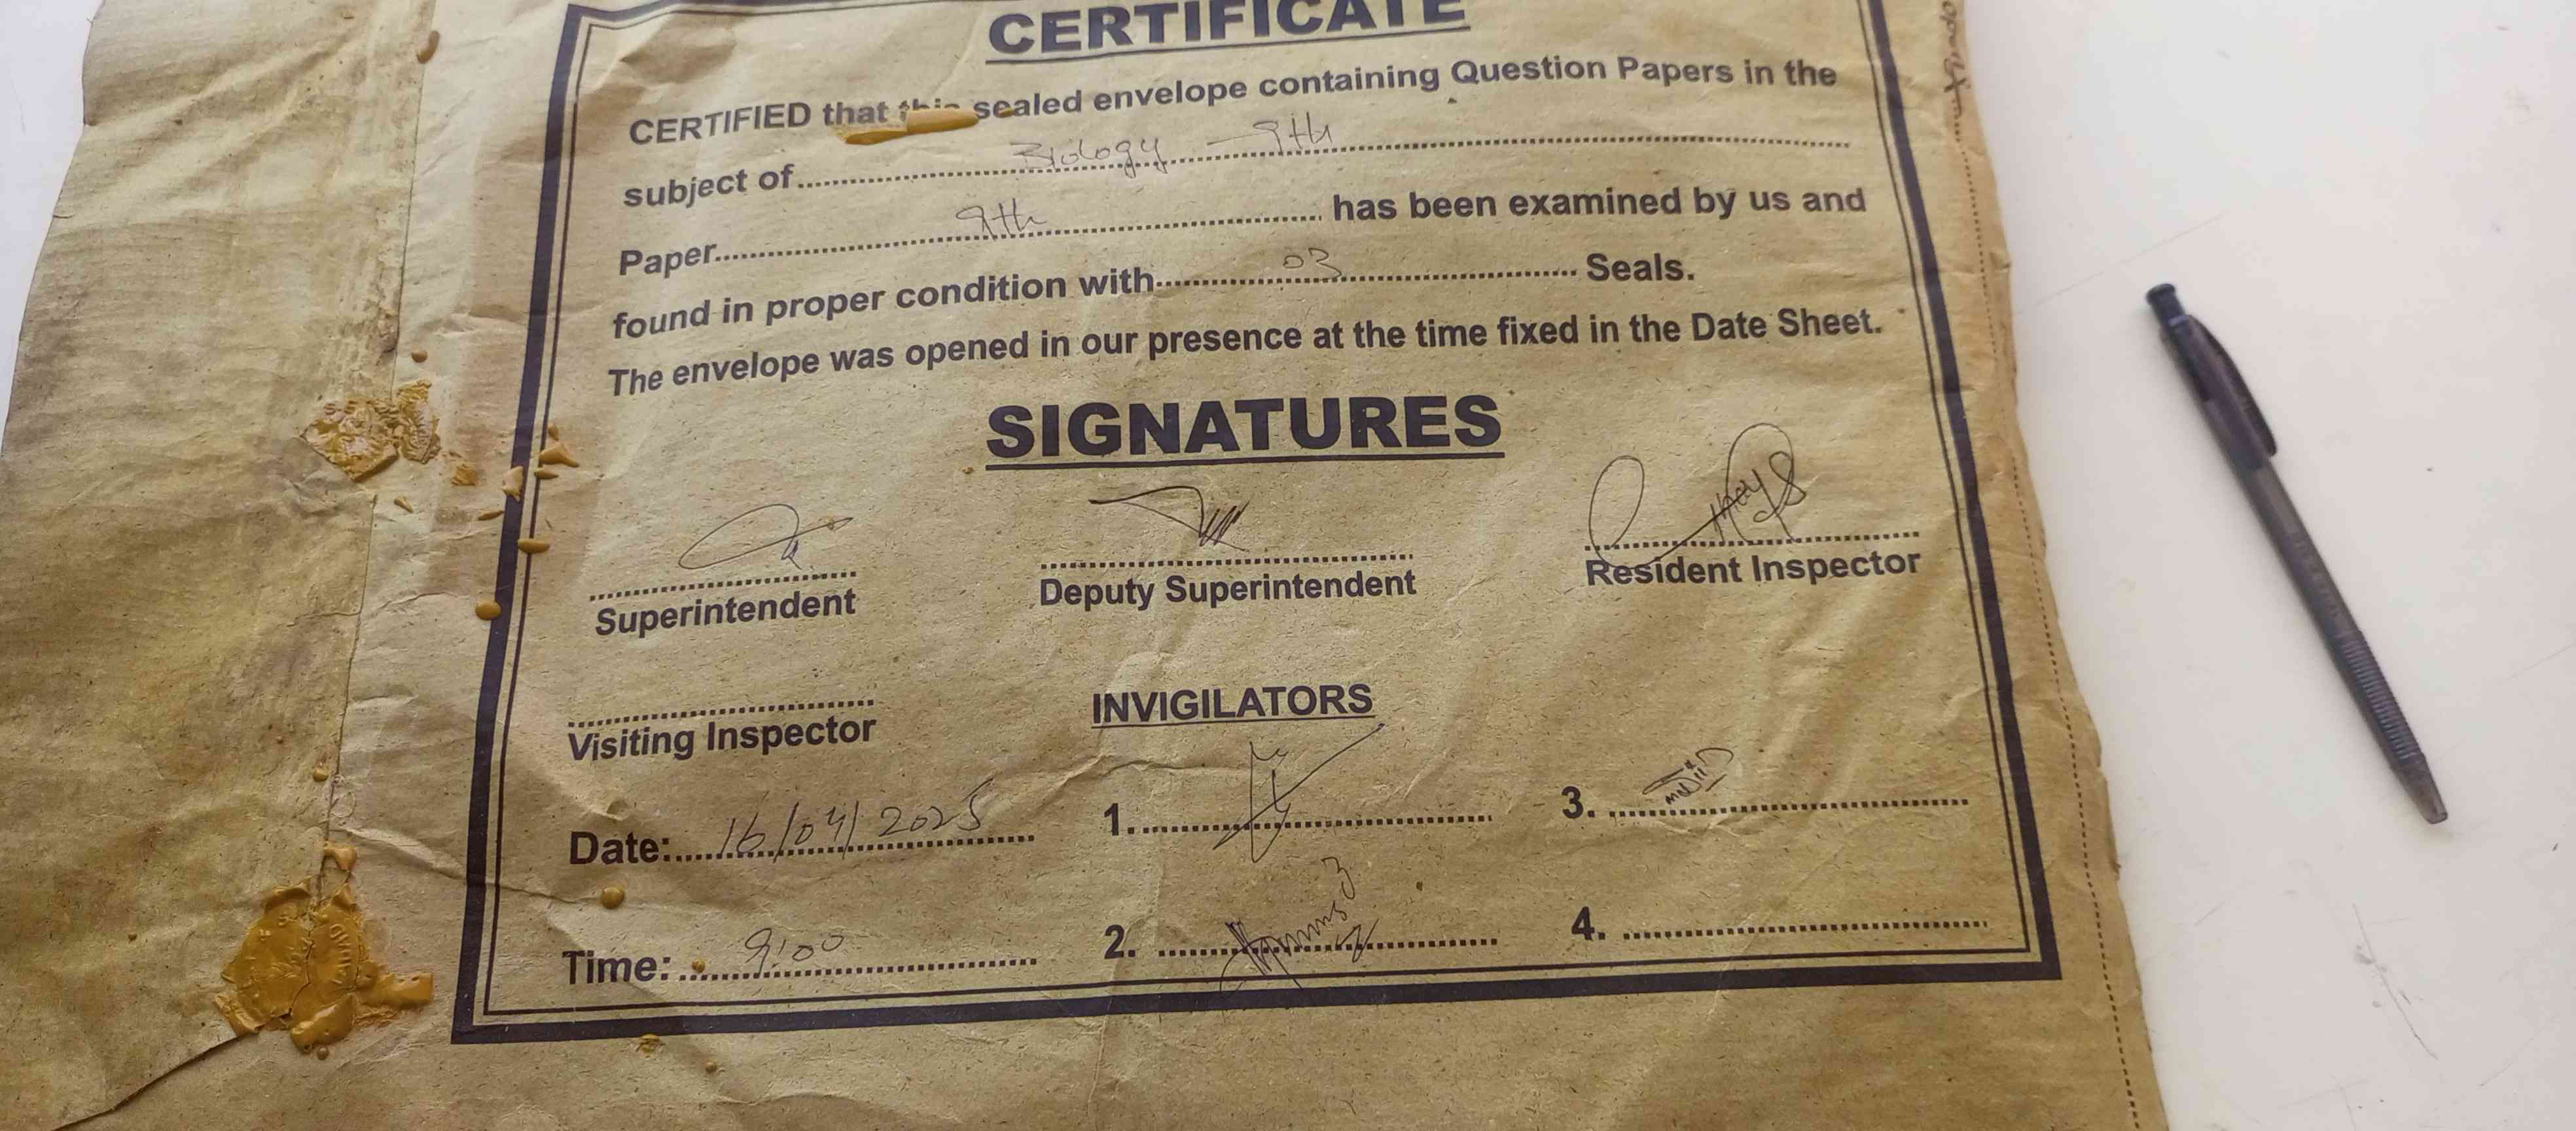 CERTIFICATE
CERTIFIED that this sealed envelope containing Question Papers in the
subject of Biology - 9th
Paper 9th has been examined by us and
found in proper condition with 03 Seals.
The envelope was opened in our presence at the time fixed in the Date Sheet.
SIGNATURES
Superintendent Deputy Superintendent Resident Inspector
Visiting Inspector INVIGILATORS
Date: 16/04/2025 1. 3.
Time: 9:00 2. 4.